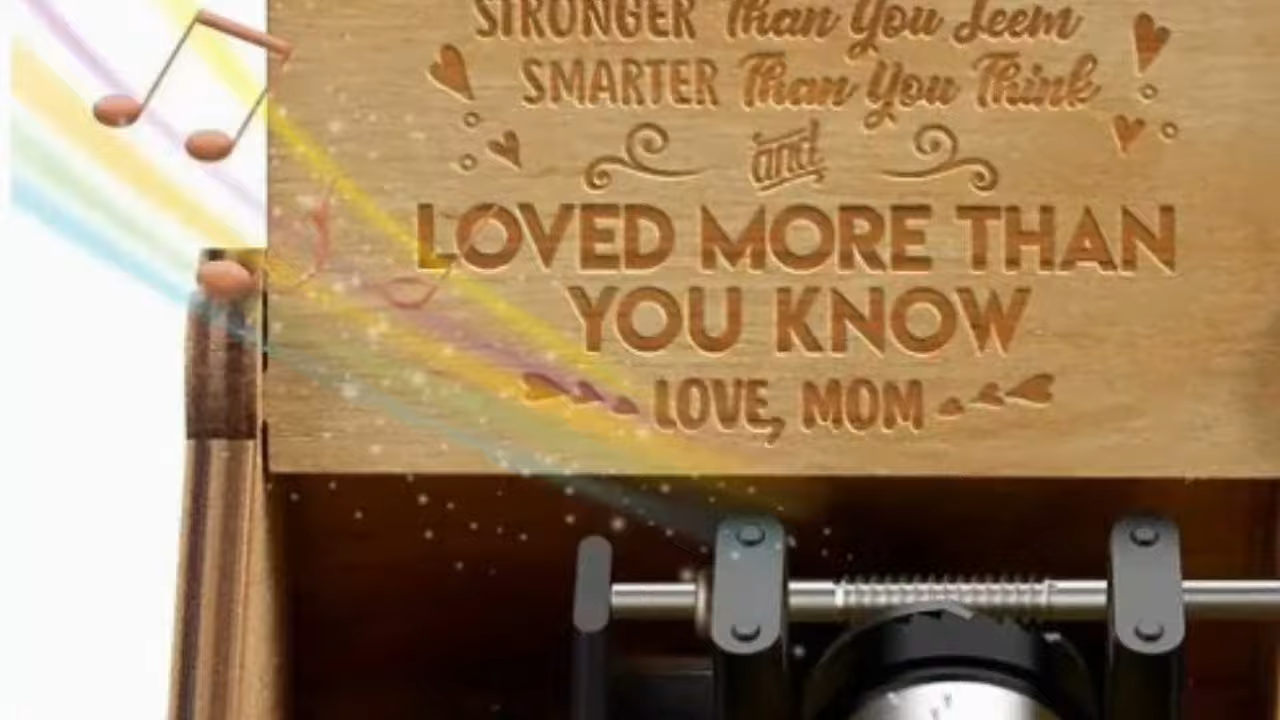 STRONGER Than You Seem
SMARTER Than You Think
and
LOVED MORE THAN
YOU KNOW
LOVE, MOM